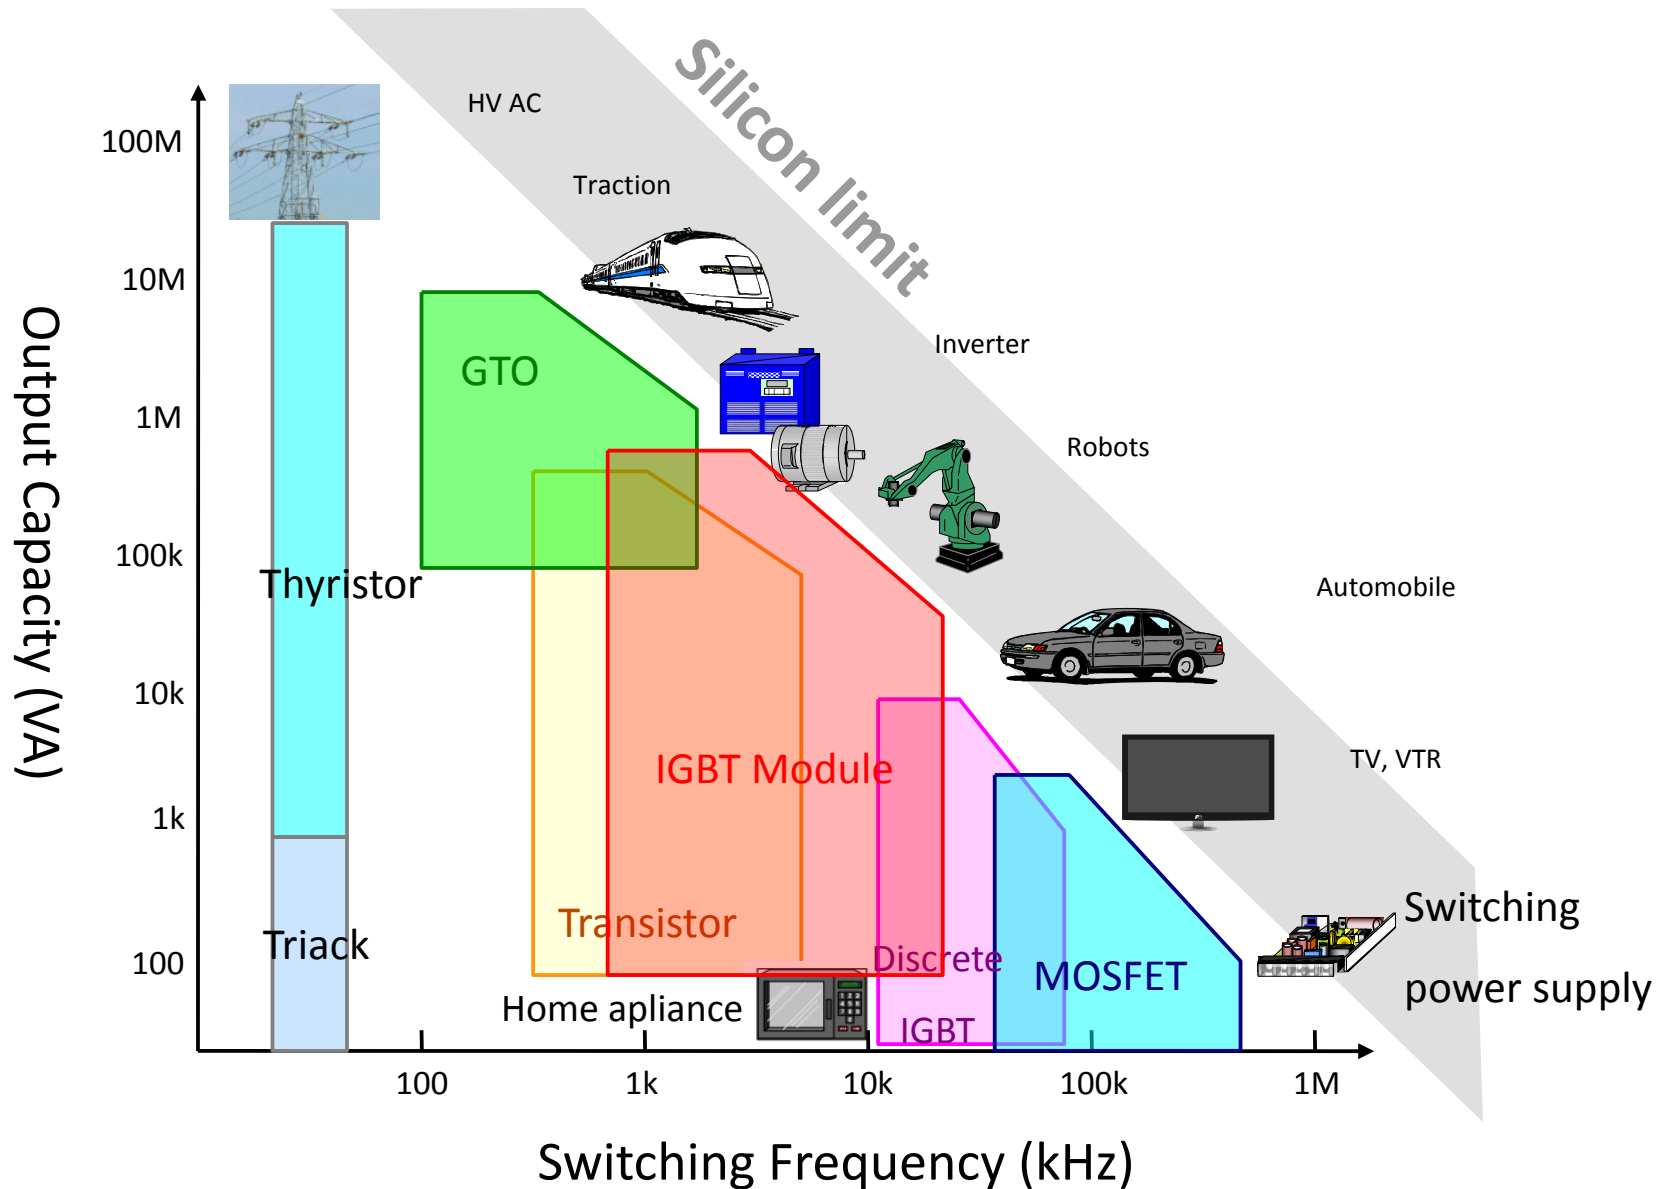 Silicon limit
HV AC
100M
Traction
10M
Output Capacity (VA)
GTO
Inverter
1M
Robots
100k
Thyristor
Automobile
10k
IGBT Module
TV, VTR
1k
Transistor
Switching
Triack
100
Discrete
MOSFET
power supply
Home apliance
IGBT
100
1k
10k
100k
1M
Switching Frequency (kHz)